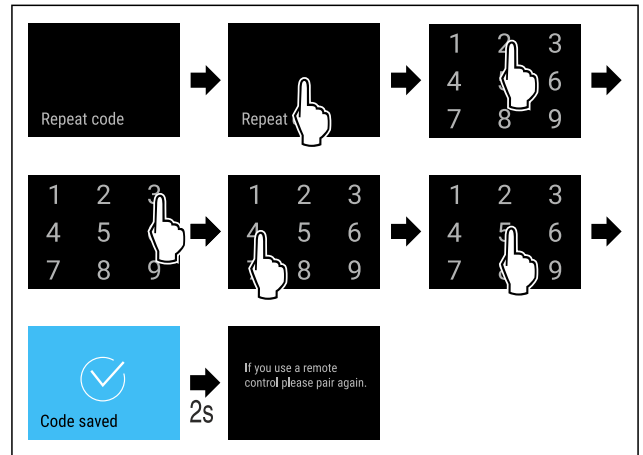 Repeat code
Repeat
1 2 3
4 6
7 8 9
1 2 3
4 5
7 8 9
1 2 3
4 5 6
8 9
1 2 3
4 5 6
7 9
Code saved
2s
If you use a remote
control please pair again.